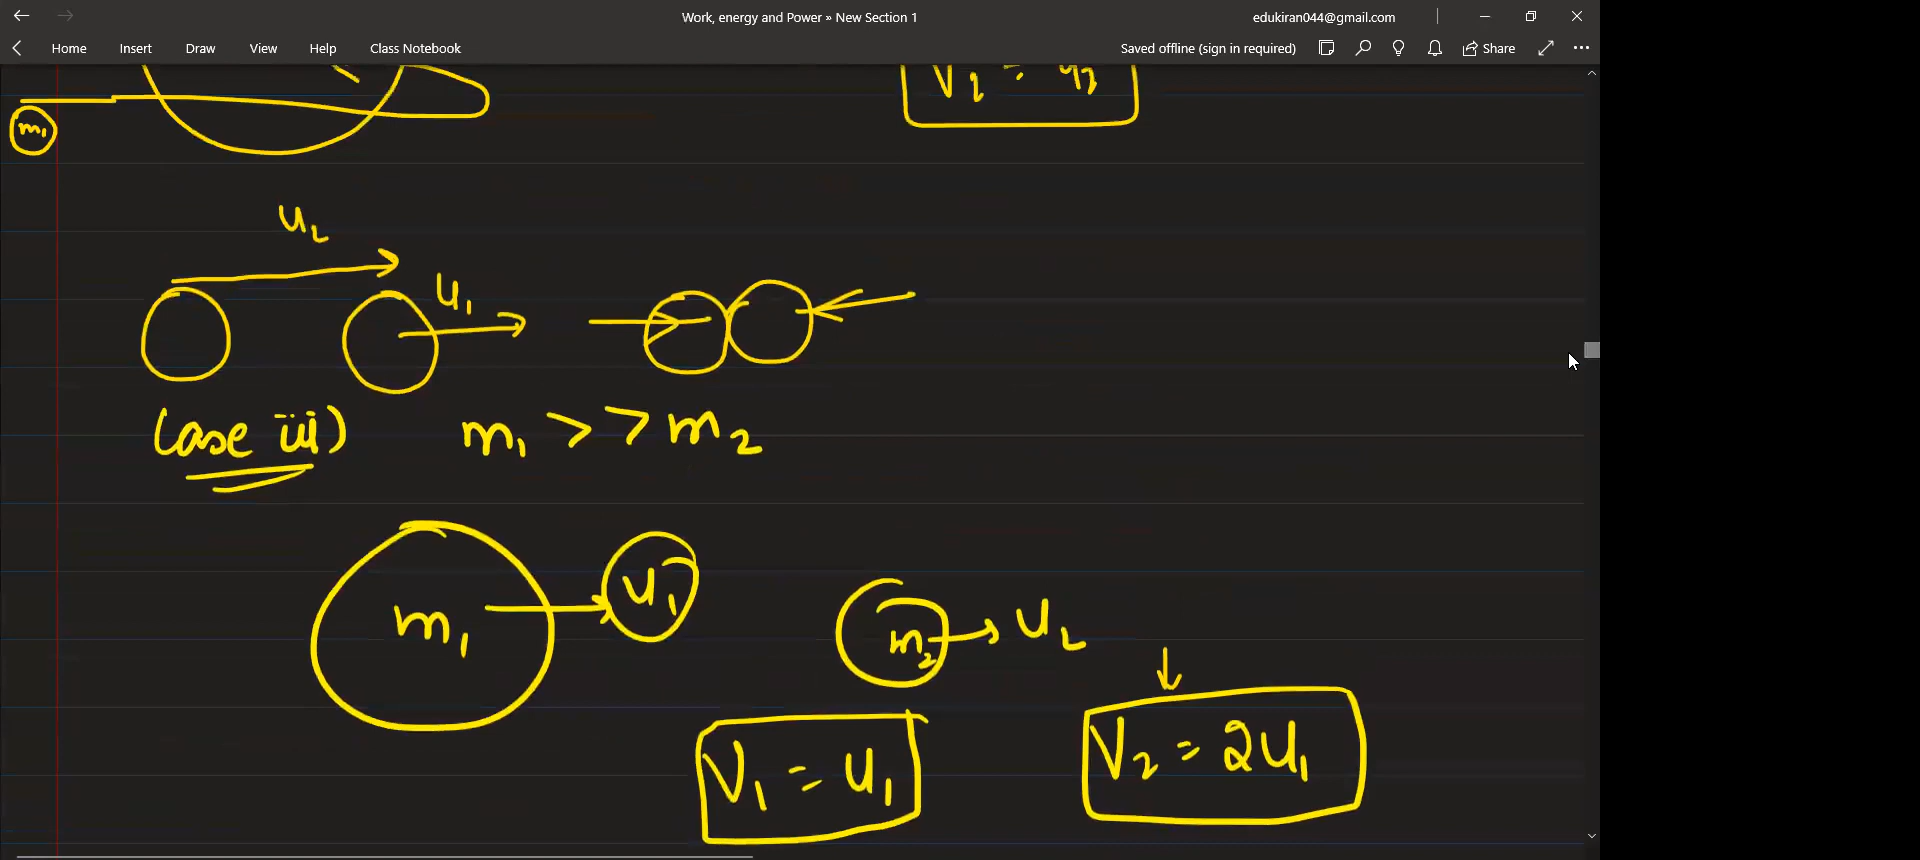 Work, energy and Power » New Section 1
edukiran044@gmail.com
Home Insert Draw View Help Class Notebook
Saved offline (sign in required) Share
m1
U2
U1
Case iii) m1 >> m2
m1 U1
m2 U2
V1 = U1
V2 = 2U1